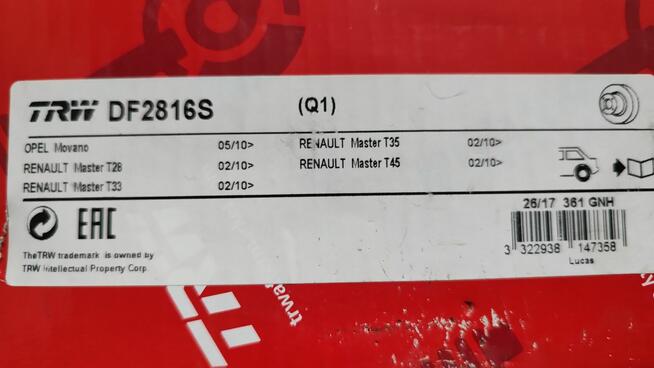 TRW DF2816S (Q1)
OPEL Movano 05/10> RENAULT Master T35 02/10>
RENAULT Master T28 02/10> RENAULT Master T45 02/10>
RENAULT Master T33 02/10>
EAC
26/17 361 GNH
3 322938 147358
Lucas
TheTRW trademark is owned by
TRW Intellectual Property Corp.